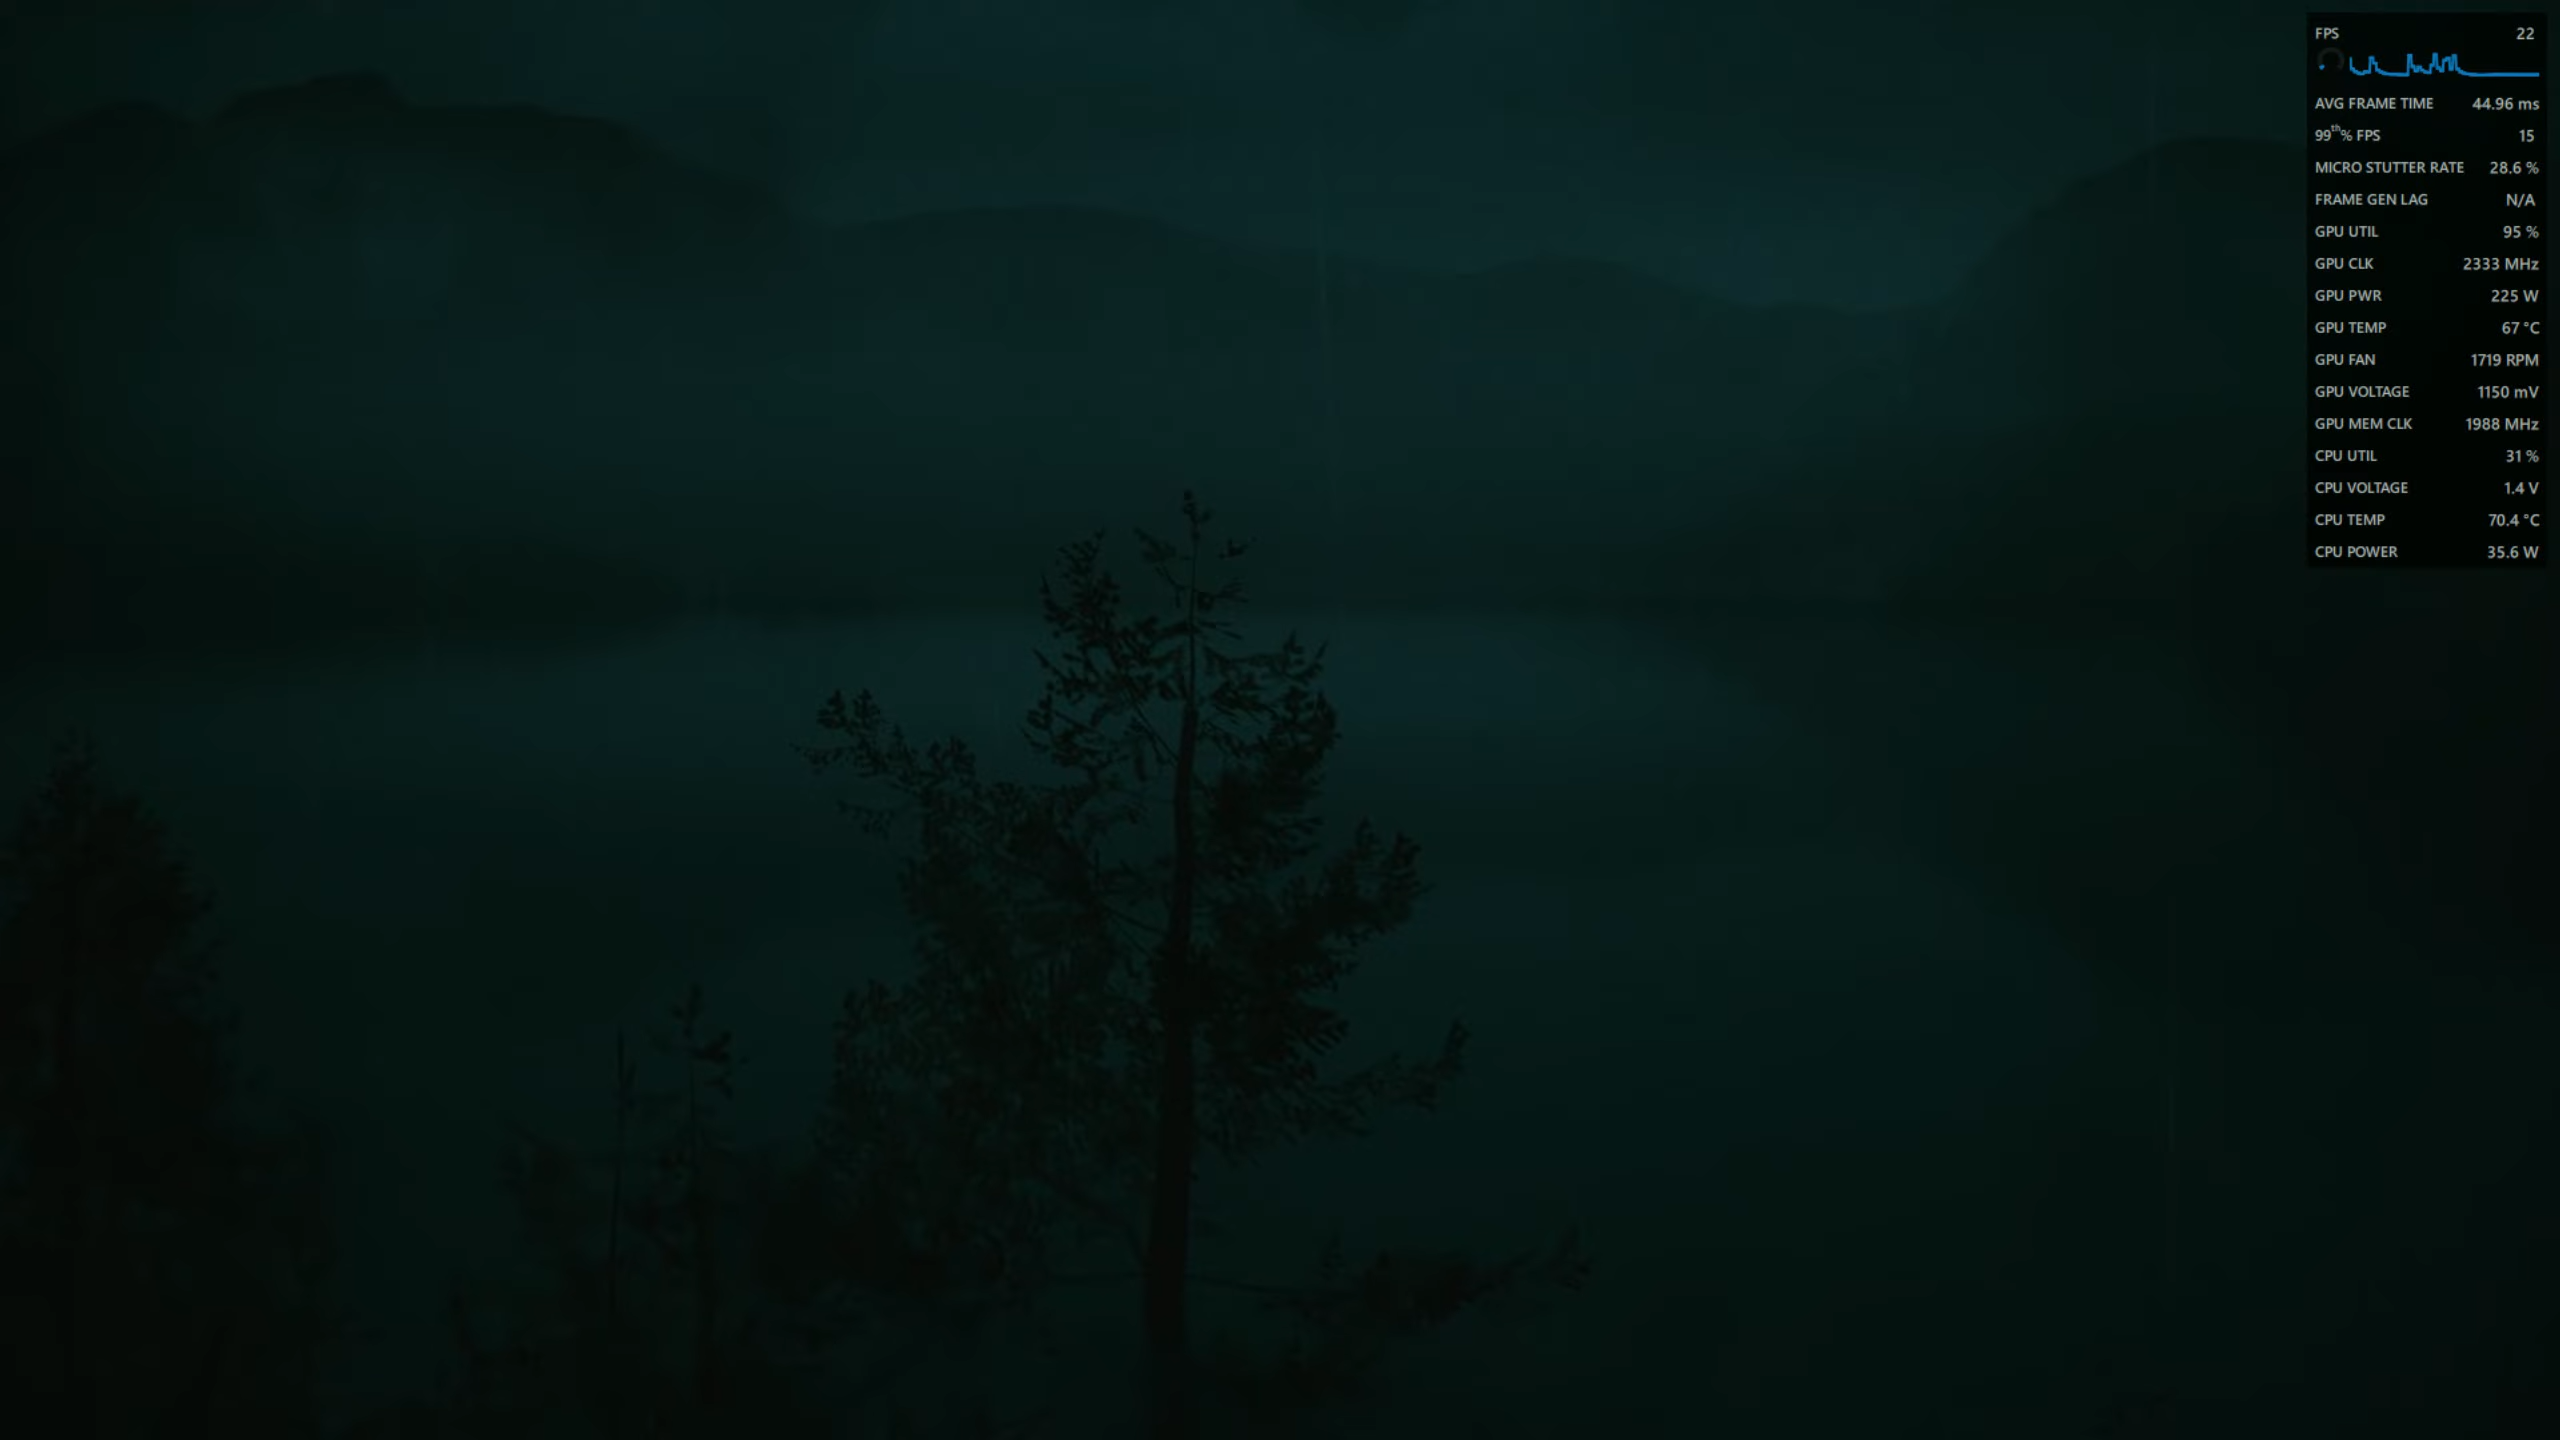 FPS 22
AVG FRAME TIME 44.96 ms
99th% FPS 15
MICRO STUTTER RATE 28.6 %
FRAME GEN LAG N/A
GPU UTIL 95 %
GPU CLK 2333 MHz
GPU PWR 225 W
GPU TEMP 67 °C
GPU FAN 1719 RPM
GPU VOLTAGE 1150 mV
GPU MEM CLK 1988 MHz
CPU UTIL 31 %
CPU VOLTAGE 1.4 V
CPU TEMP 70.4 °C
CPU POWER 35.6 W